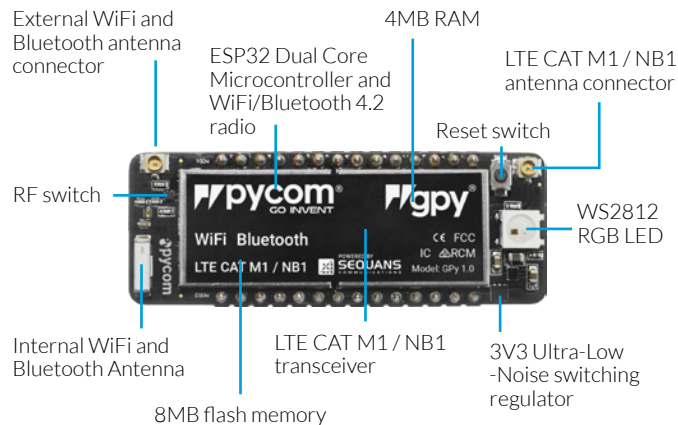 External WiFi and
Bluetooth antenna
connector
ESP32 Dual Core
Microcontroller and
WiFi/Bluetooth 4.2
radio
4MB RAM
LTE CAT M1 / NB1
antenna connector
Reset switch
RF switch
WS2812
RGB LED
pycom®
GO INVENT
gpy®
WiFi Bluetooth
LTE CAT M1 / NB1
POWERED BY
SEQUANS
COMMUNICATIONS
CE FCC
IC RCM
Model: GPy 1.0
pycom
Internal WiFi and
Bluetooth Antenna
LTE CAT M1 / NB1
transceiver
3V3 Ultra-Low
-Noise switching
regulator
8MB flash memory